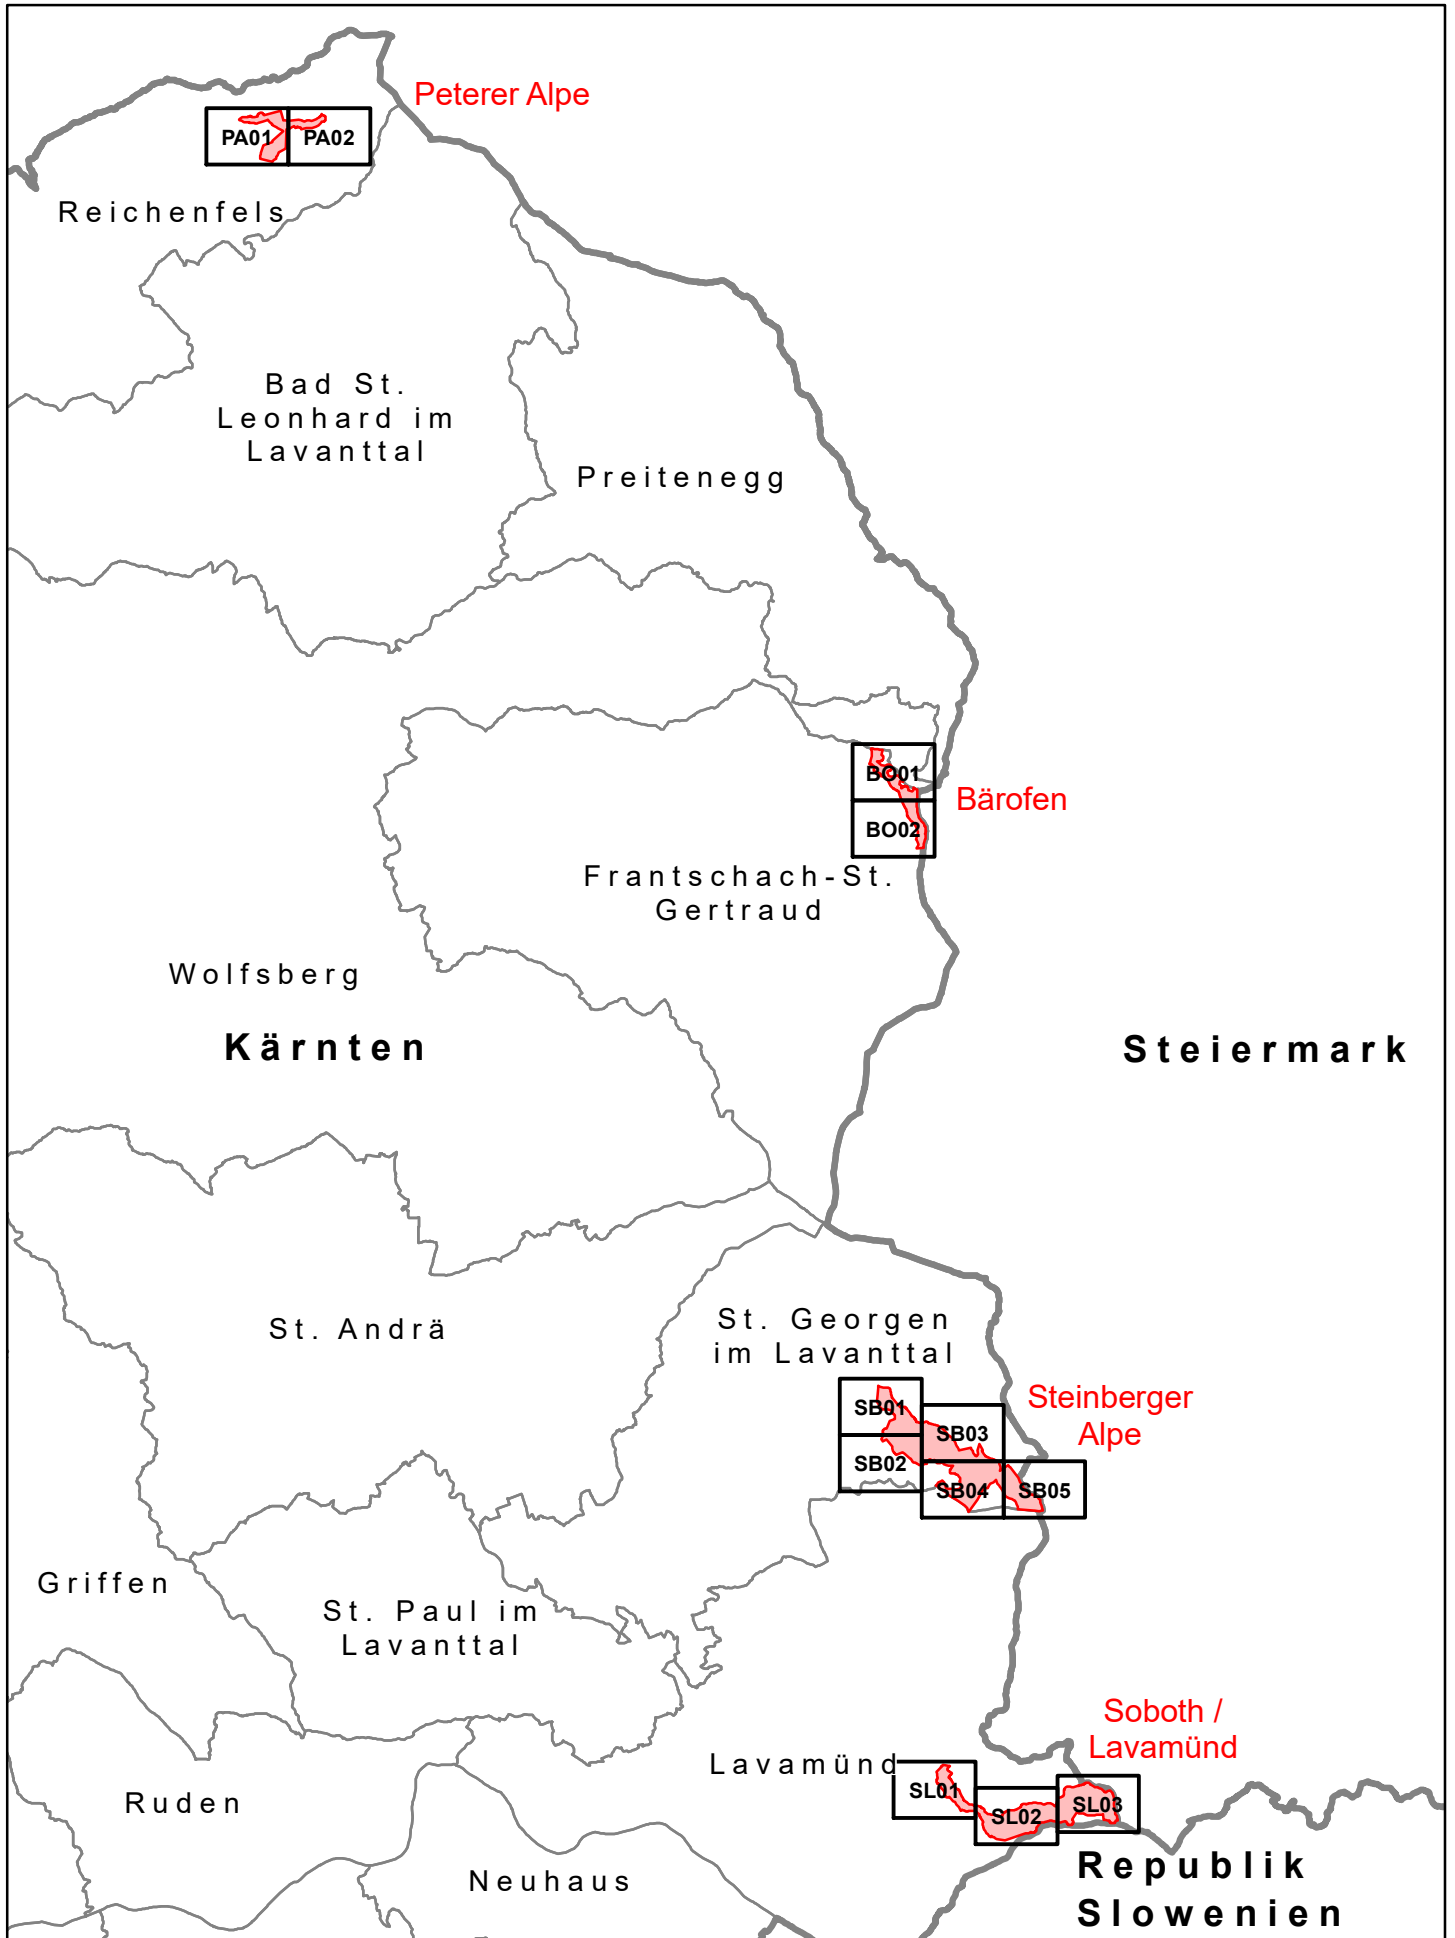 Peterer Alpe
PA01
PA02
Reichenfels
Bad St.
Leonhard im
Lavanttal
Preitenegg
BO01
Bärofen
BO02
Frantschach-St.
Gertraud
Wolfsberg
Kärnten
Steiermark
St. Andrä
St. Georgen
im Lavanttal
Steinberger
Alpe
SB01
SB03
SB02
SB04
SB05
Griffen
St. Paul im
Lavanttal
Soboth /
Lavamünd
Lavamünd
SL01
SL02
SL03
Ruden
Neuhaus
Republik
Slowenien